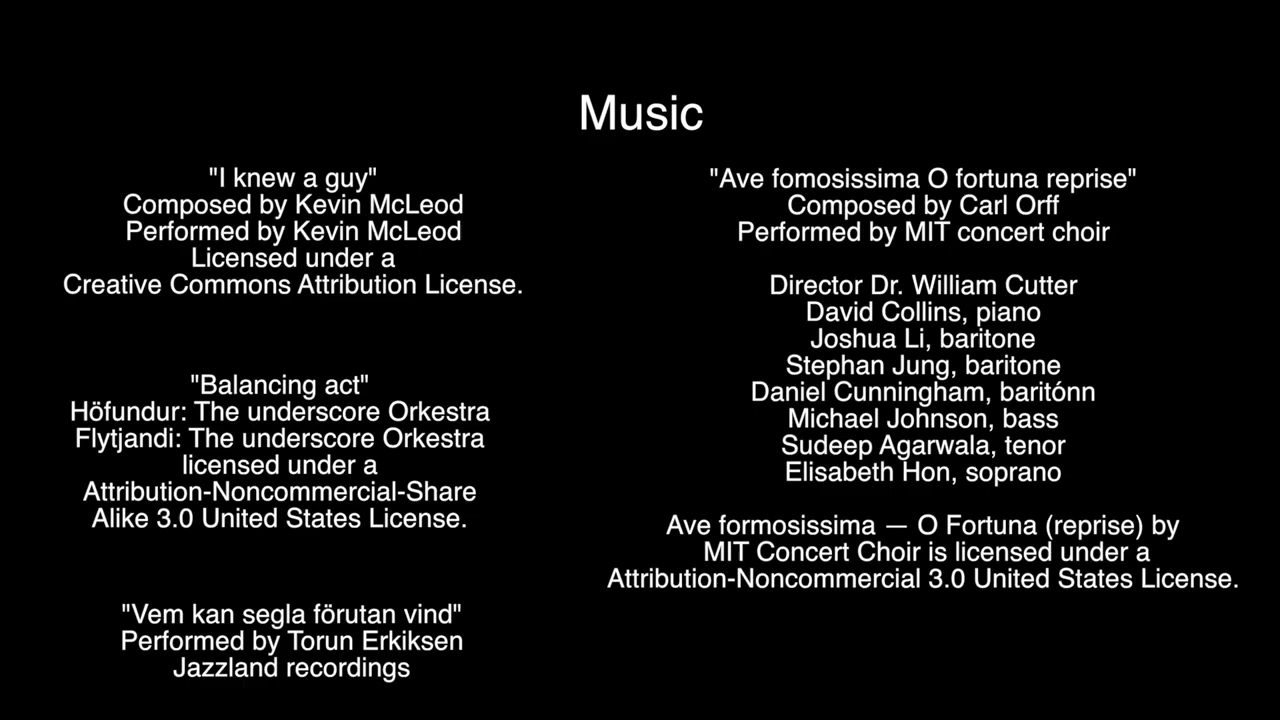 Music
"I knew a guy"
Composed by Kevin McLeod
Performed by Kevin McLeod
Licensed under a
Creative Commons Attribution License.
"Balancing act"
Höfundur: The underscore Orkestra
Flytjandi: The underscore Orkestra
licensed under a
Attribution-Noncommercial-Share
Alike 3.0 United States License.
"Vem kan segla förutan vind"
Performed by Torun Erkiksen
Jazzland recordings
"Ave fomosissima O fortuna reprise"
Composed by Carl Orff
Performed by MIT concert choir
Director Dr. William Cutter
David Collins, piano
Joshua Li, baritone
Stephan Jung, baritone
Daniel Cunningham, baritónn
Michael Johnson, bass
Sudeep Agarwala, tenor
Elisabeth Hon, soprano
Ave formosissima — O Fortuna (reprise) by
MIT Concert Choir is licensed under a
Attribution-Noncommercial 3.0 United States License.